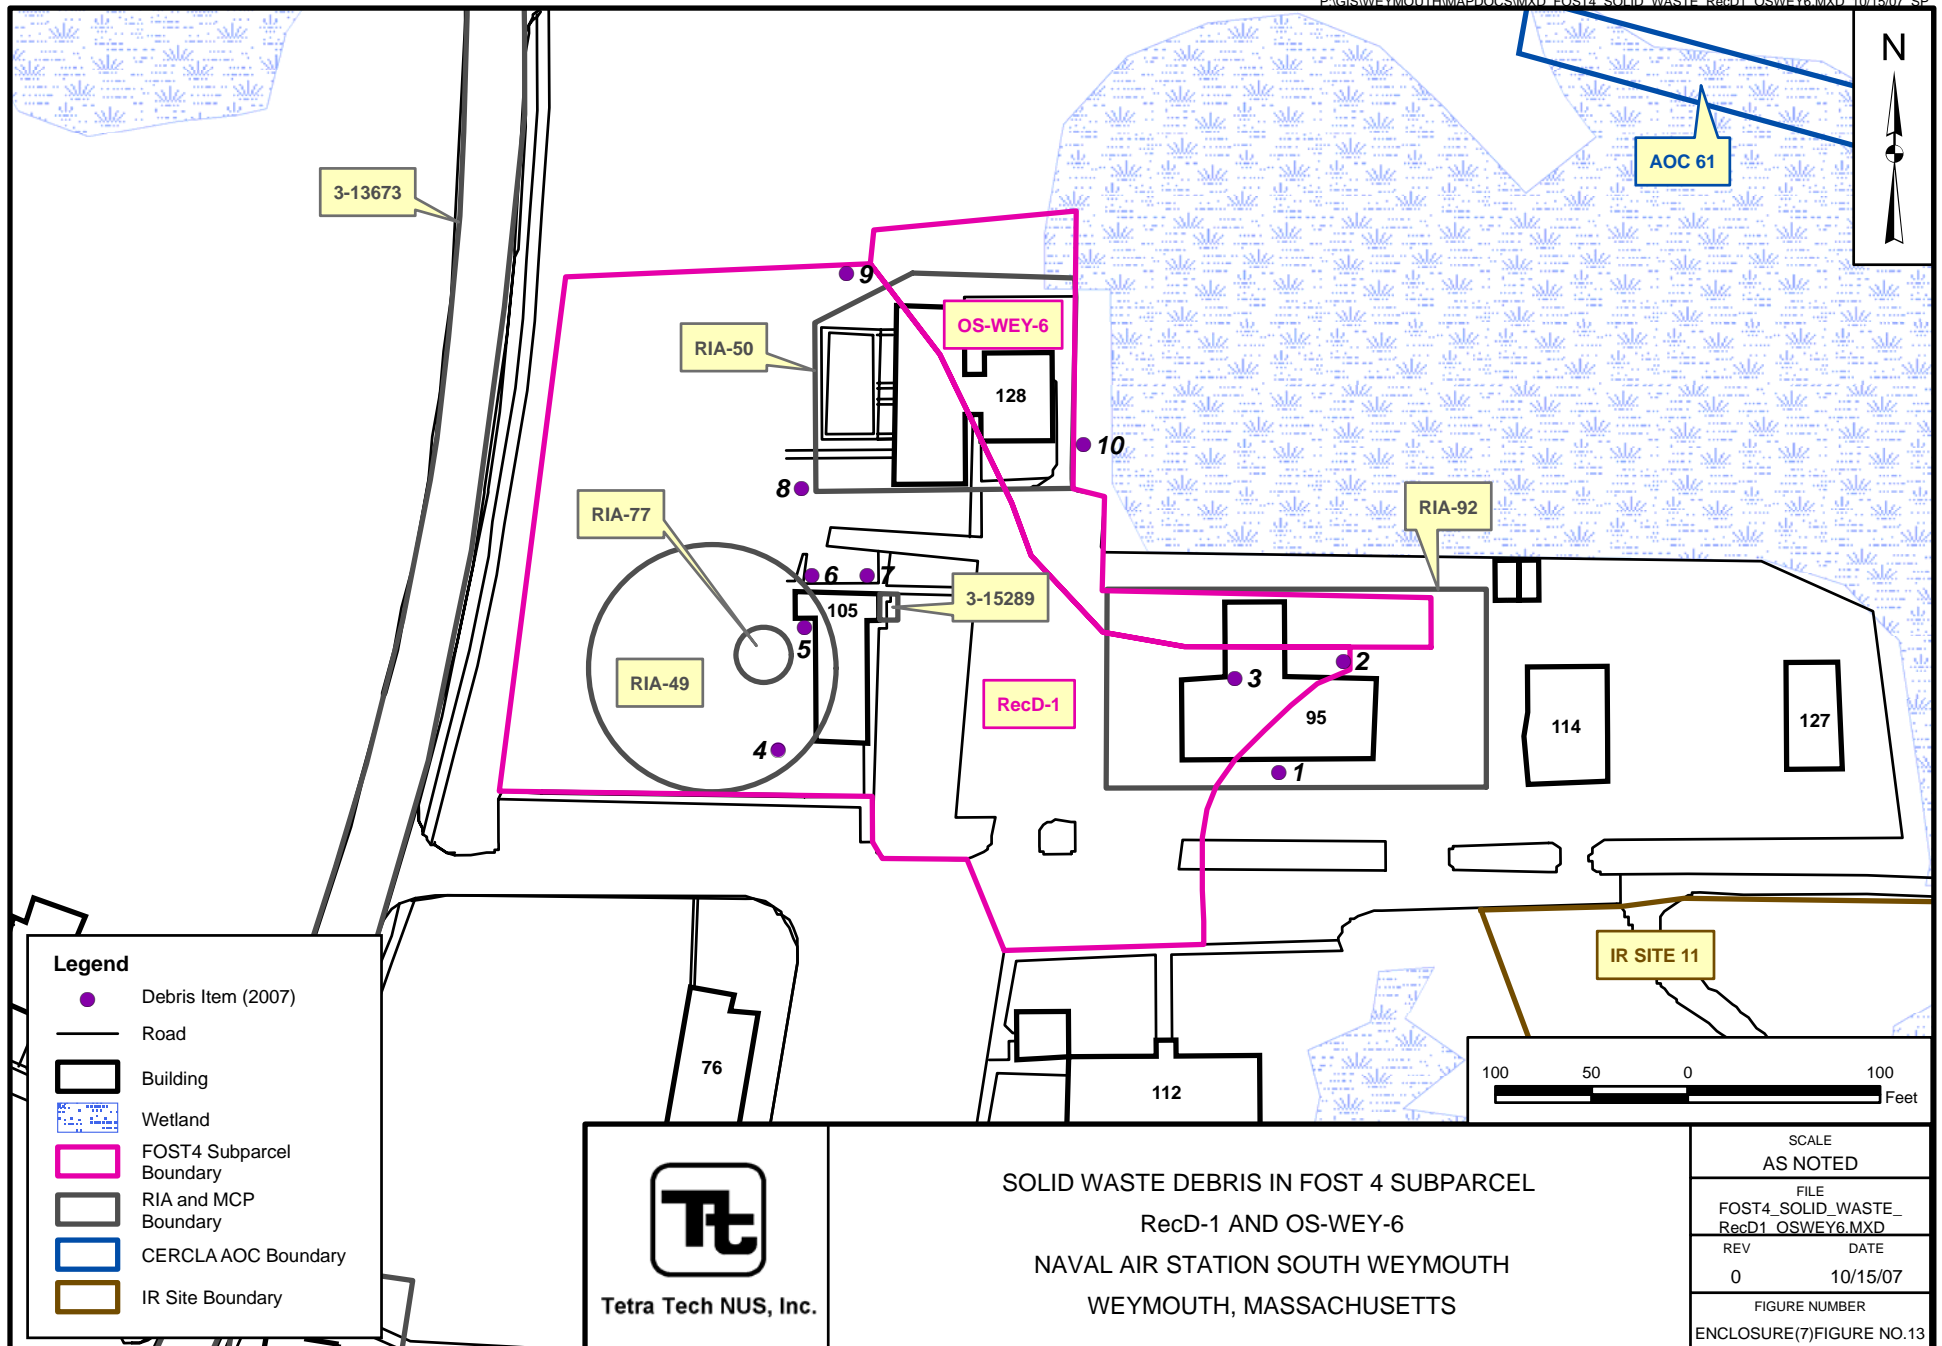 P:\GIS\WEYMOUTH\MAPDOCS\MXD\FOST4_SOLID_WASTE_RecD1_OSWEY6.MXD 10/15/07 SP
N
AOC 61
3-13673
9
OS-WEY-6
RIA-50
128
10
8
RIA-77
RIA-92
6
7
3-15289
105
5
2
RIA-49
3
RecD-1
95
114
127
4
1
IR SITE 11
76
112
100 50 0 100
Feet
Legend
Debris Item (2007)
Road
Building
Wetland
FOST4 Subparcel
Boundary
RIA and MCP
Boundary
CERCLA AOC Boundary
IR Site Boundary
Tt
Tetra Tech NUS, Inc.
SOLID WASTE DEBRIS IN FOST 4 SUBPARCEL
RecD-1 AND OS-WEY-6
NAVAL AIR STATION SOUTH WEYMOUTH
WEYMOUTH, MASSACHUSETTS
SCALE
AS NOTED
FILE
FOST4_SOLID_WASTE_
RecD1_OSWEY6.MXD
REV DATE
0 10/15/07
FIGURE NUMBER
ENCLOSURE(7)FIGURE NO.13